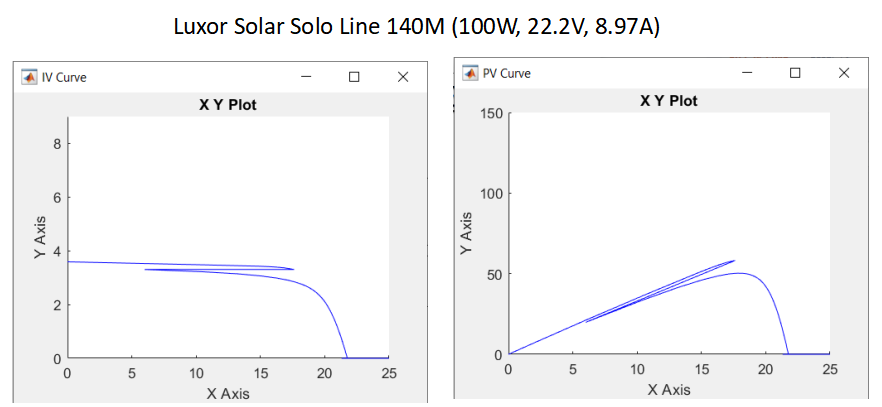 Luxor Solar Solo Line 140M (100W, 22.2V, 8.97A)
IV Curve
X Y Plot
Y Axis
8
6
4
2
0
0 5 10 15 20 25
X Axis
PV Curve
X Y Plot
Y Axis
150
100
50
0
0 5 10 15 20 25
X Axis